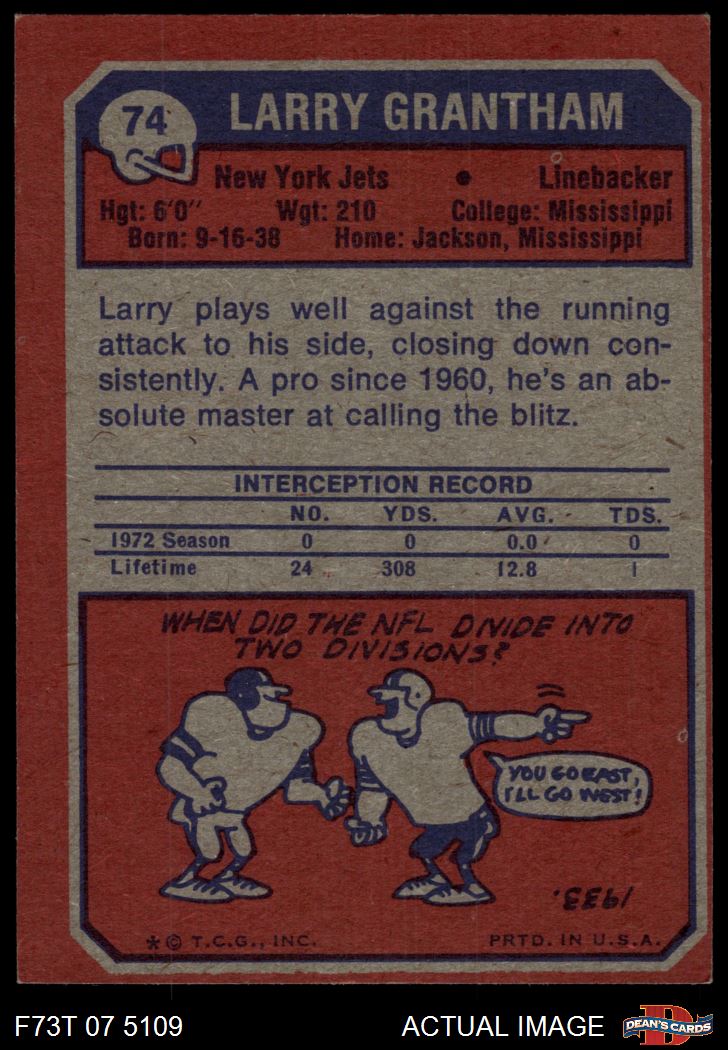 74
LARRY GRANTHAM
New York Jets • Linebacker
Hgt: 6'0" Wgt: 210 College: Mississippi
Born: 9-16-38 Home: Jackson, Mississippi
Larry plays well against the running
attack to his side, closing down con-
sistently. A pro since 1960, he's an ab-
solute master at calling the blitz.
INTERCEPTION RECORD
NO. YDS. AVG. TDS.
1972 Season 0 0 0.0 0
Lifetime 24 308 12.8 1
WHEN DID THE NFL DIVIDE INTO
TWO DIVISIONS?
YOU GO EAST,
I'LL GO WEST!
1933.
* © T.C.G., INC. PRTD. IN U.S.A.
F73T 07 5109 ACTUAL IMAGE
D
DEAN'S CARDS